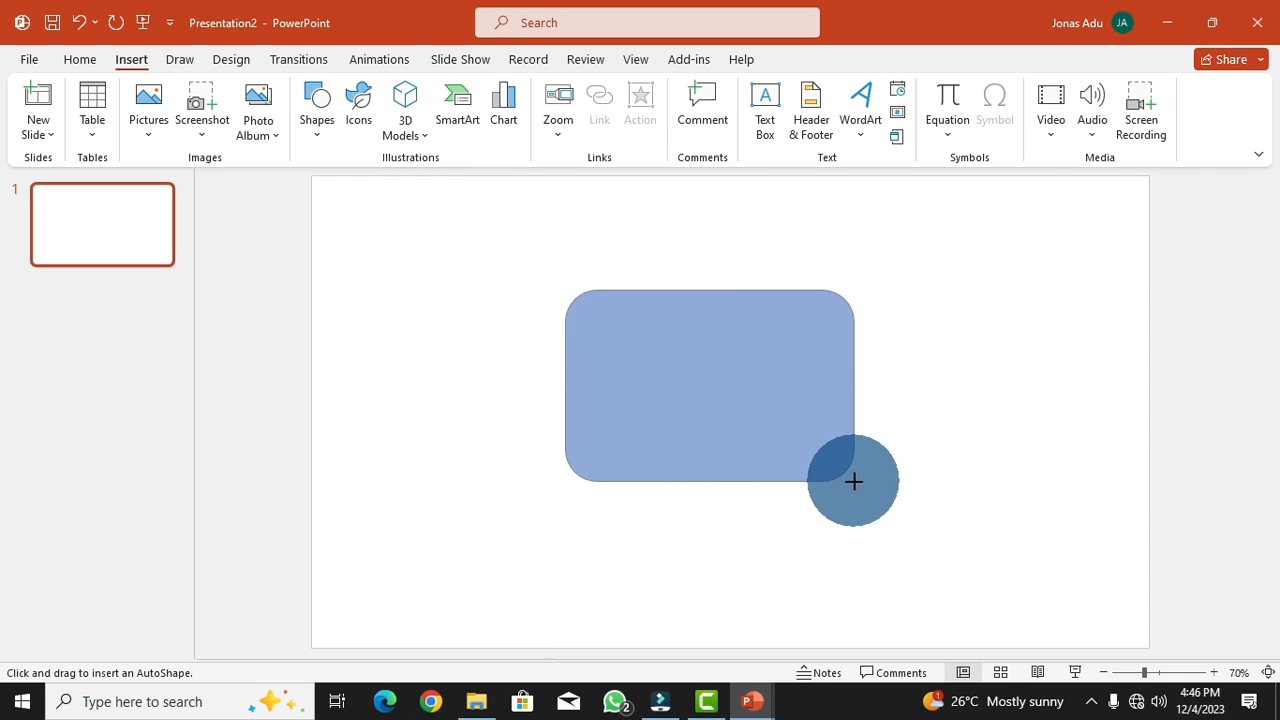 Presentation2 - PowerPoint
Search
Jonas Adu
JA
File Home Insert Draw Design Transitions Animations Slide Show Record Review View Add-ins Help
Share
New Slide
Table
Pictures
Screenshot
Photo Album
Shapes
Icons
3D Models
SmartArt
Chart
Zoom
Link
Action
Comment
Text Box
Header & Footer
WordArt
Equation
Symbol
Video
Audio
Screen Recording
Slides Tables Images Illustrations Links Comments Text Symbols Media
1
Click and drag to insert an AutoShape.
Notes
Comments
70%
Type here to search
2
1
26°C Mostly sunny
4:46 PM
12/4/2023